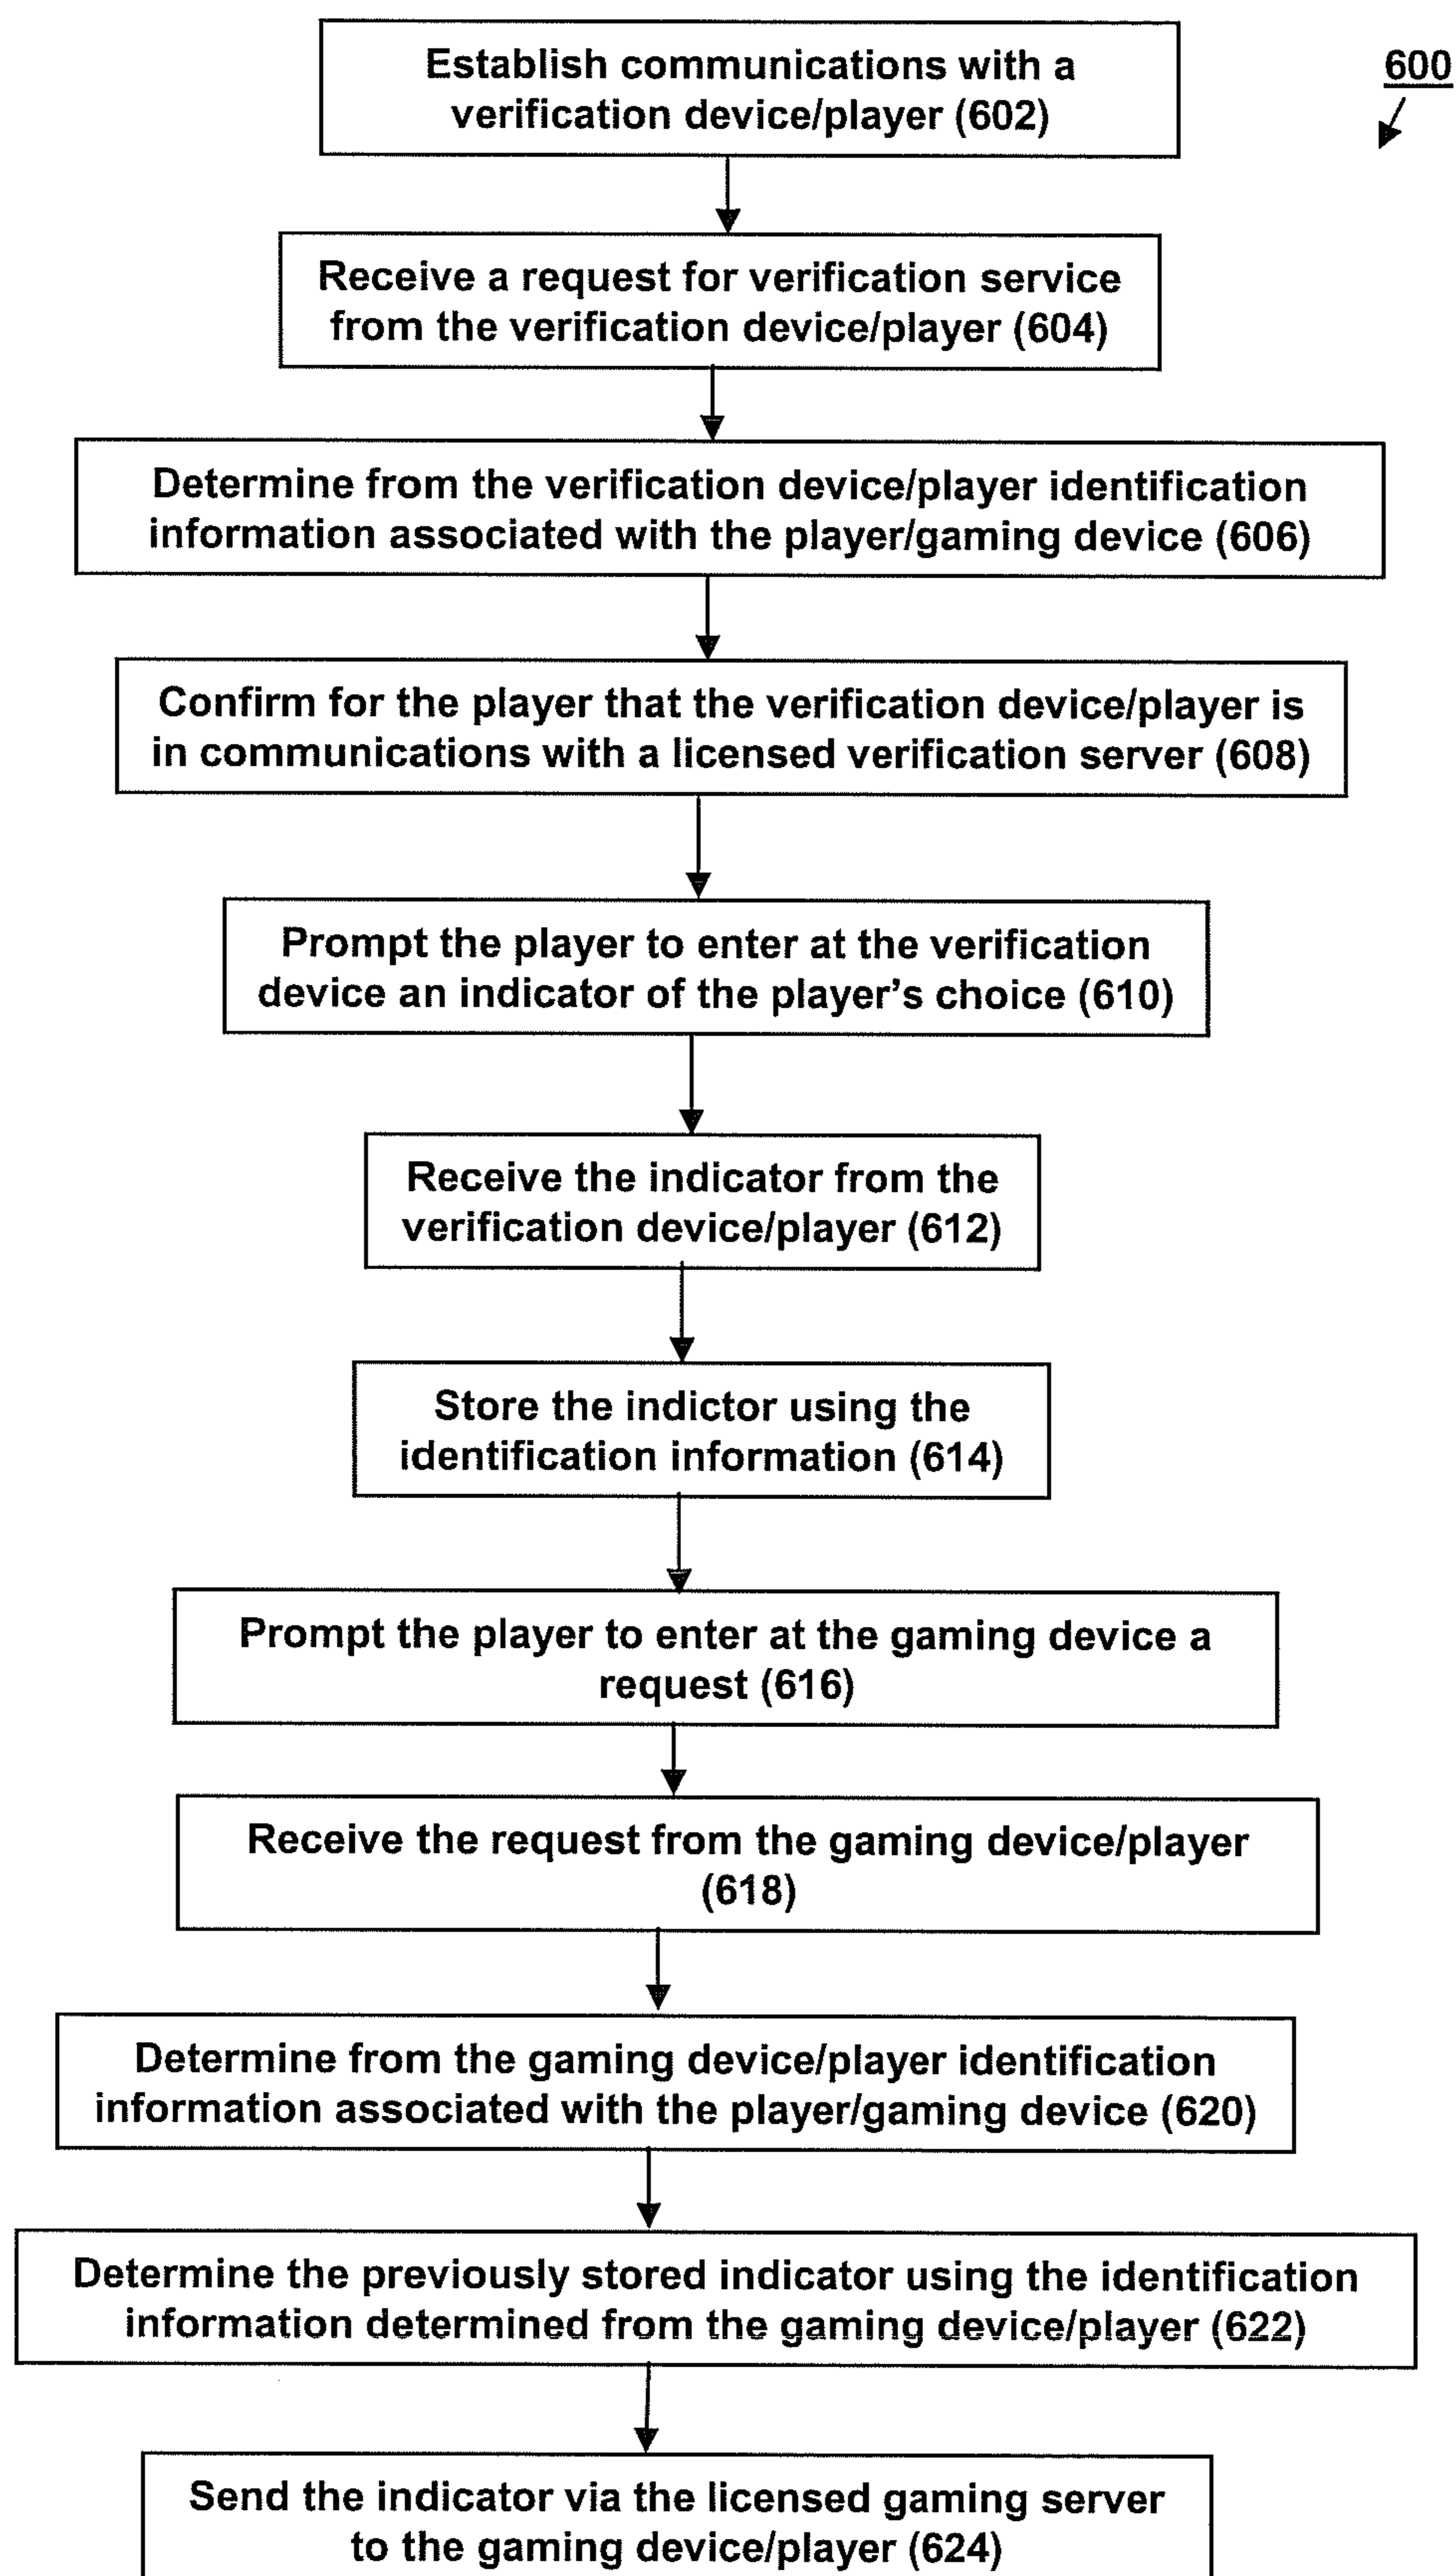 Establish communications with a
verification device/player (602)
600
Receive a request for verification service
from the verification device/player (604)
Determine from the verification device/player identification
information associated with the player/gaming device (606)
Confirm for the player that the verification device/player is
in communications with a licensed verification server (608)
Prompt the player to enter at the verification
device an indicator of the player's choice (610)
Receive the indicator from the
verification device/player (612)
Store the indictor using the
identification information (614)
Prompt the player to enter at the gaming device a
request (616)
Receive the request from the gaming device/player
(618)
Determine from the gaming device/player identification
information associated with the player/gaming device (620)
Determine the previously stored indicator using the identification
information determined from the gaming device/player (622)
Send the indicator via the licensed gaming server
to the gaming device/player (624)